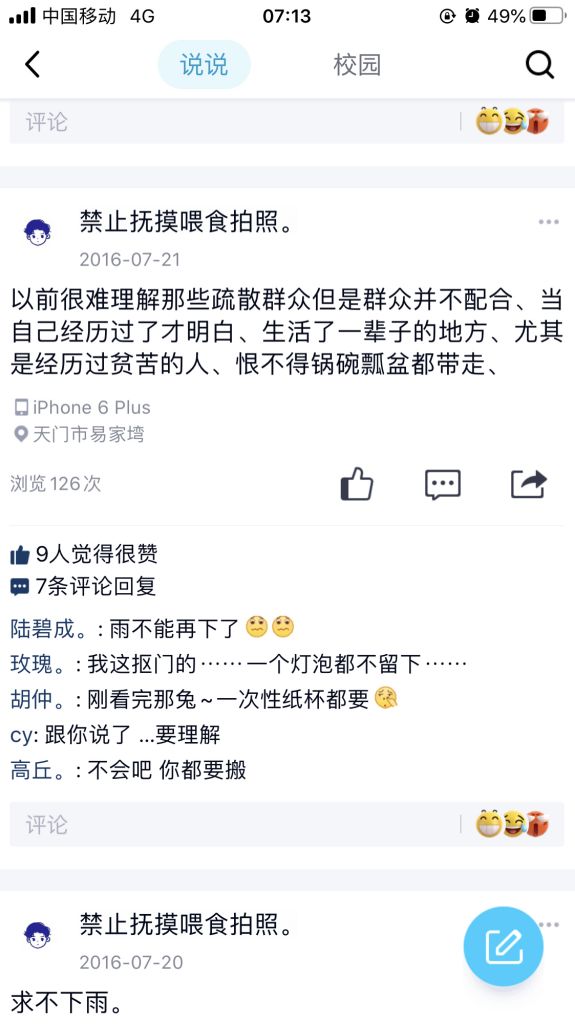 中国移动 4G 07:13 49%
说说 校园
评论
禁止抚摸喂食拍照。
2016-07-21
以前很难理解那些疏散群众但是群众并不配合、当
自己经历过了才明白、生活了一辈子的地方、尤其
是经历过贫苦的人、恨不得锅碗瓢盆都带走、
iPhone 6 Plus
天门市易家塆
浏览126次
9人觉得很赞
7条评论回复
陆碧成。: 雨不能再下了
玫瑰。: 我这抠门的……一个灯泡都不留下……
胡仲。: 刚看完那兔~一次性纸杯都要
cy: 跟你说了 ...要理解
高丘。: 不会吧 你都要搬
评论
禁止抚摸喂食拍照。
2016-07-20
求不下雨。